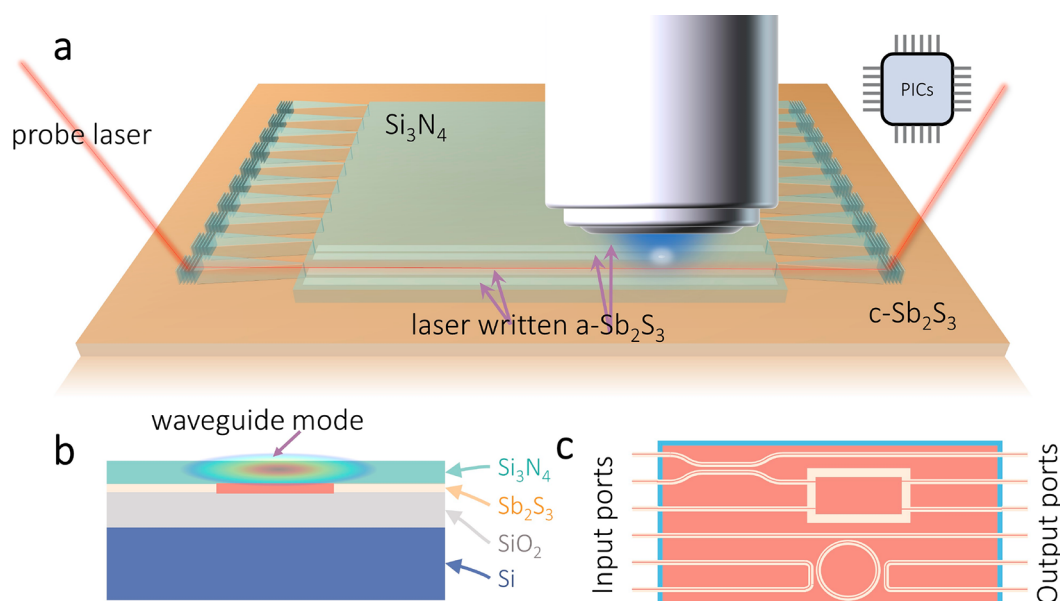 a
probe laser
Si₃N₄
PICs
laser written a-Sb₂S₃
c-Sb₂S₃
b
waveguide mode
Si₃N₄
Sb₂S₃
SiO₂
Si
c
Input ports
Output ports